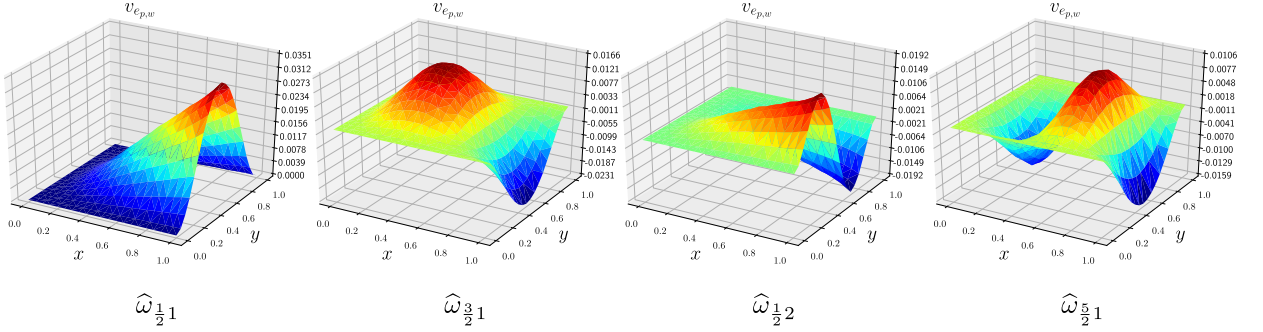 v_{e_{p,w}}
0.0351
0.0312
0.0273
0.0234
0.0195
0.0156
0.0117
0.0078
0.0039
0.0000
0.0 0.2 0.4 0.6 0.8 1.0
x
0.0 0.2 0.4 0.6 0.8 1.0
y
\widehat{ω}_{\frac{1}{2}1}
v_{e_{p,w}}
0.0166
0.0121
0.0077
0.0033
-0.0011
-0.0055
-0.0099
-0.0143
-0.0187
-0.0231
0.0 0.2 0.4 0.6 0.8 1.0
x
0.0 0.2 0.4 0.6 0.8 1.0
y
\widehat{ω}_{\frac{3}{2}1}
v_{e_{p,w}}
0.0192
0.0149
0.0106
0.0064
0.0021
-0.0021
-0.0064
-0.0106
-0.0149
-0.0192
0.0 0.2 0.4 0.6 0.8 1.0
x
0.0 0.2 0.4 0.6 0.8 1.0
y
\widehat{ω}_{\frac{1}{2}2}
v_{e_{p,w}}
0.0106
0.0077
0.0048
0.0018
-0.0011
-0.0041
-0.0070
-0.0100
-0.0129
-0.0159
0.0 0.2 0.4 0.6 0.8 1.0
x
0.0 0.2 0.4 0.6 0.8 1.0
y
\widehat{ω}_{\frac{5}{2}1}